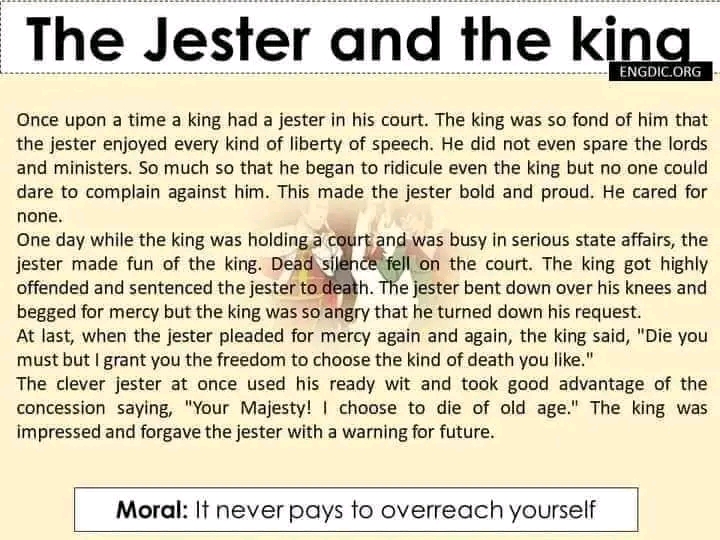 The Jester and the king
ENGDIC.ORG
Once upon a time a king had a jester in his court. The king was so fond of him that
the jester enjoyed every kind of liberty of speech. He did not even spare the lords
and ministers. So much so that he began to ridicule even the king but no one could
dare to complain against him. This made the jester bold and proud. He cared for
none.
One day while the king was holding a court and was busy in serious state affairs, the
jester made fun of the king. Dead silence fell on the court. The king got highly
offended and sentenced the jester to death. The jester bent down over his knees and
begged for mercy but the king was so angry that he turned down his request.
At last, when the jester pleaded for mercy again and again, the king said, "Die you
must but I grant you the freedom to choose the kind of death you like."
The clever jester at once used his ready wit and took good advantage of the
concession saying, "Your Majesty! I choose to die of old age." The king was
impressed and forgave the jester with a warning for future.
Moral: It never pays to overreach yourself